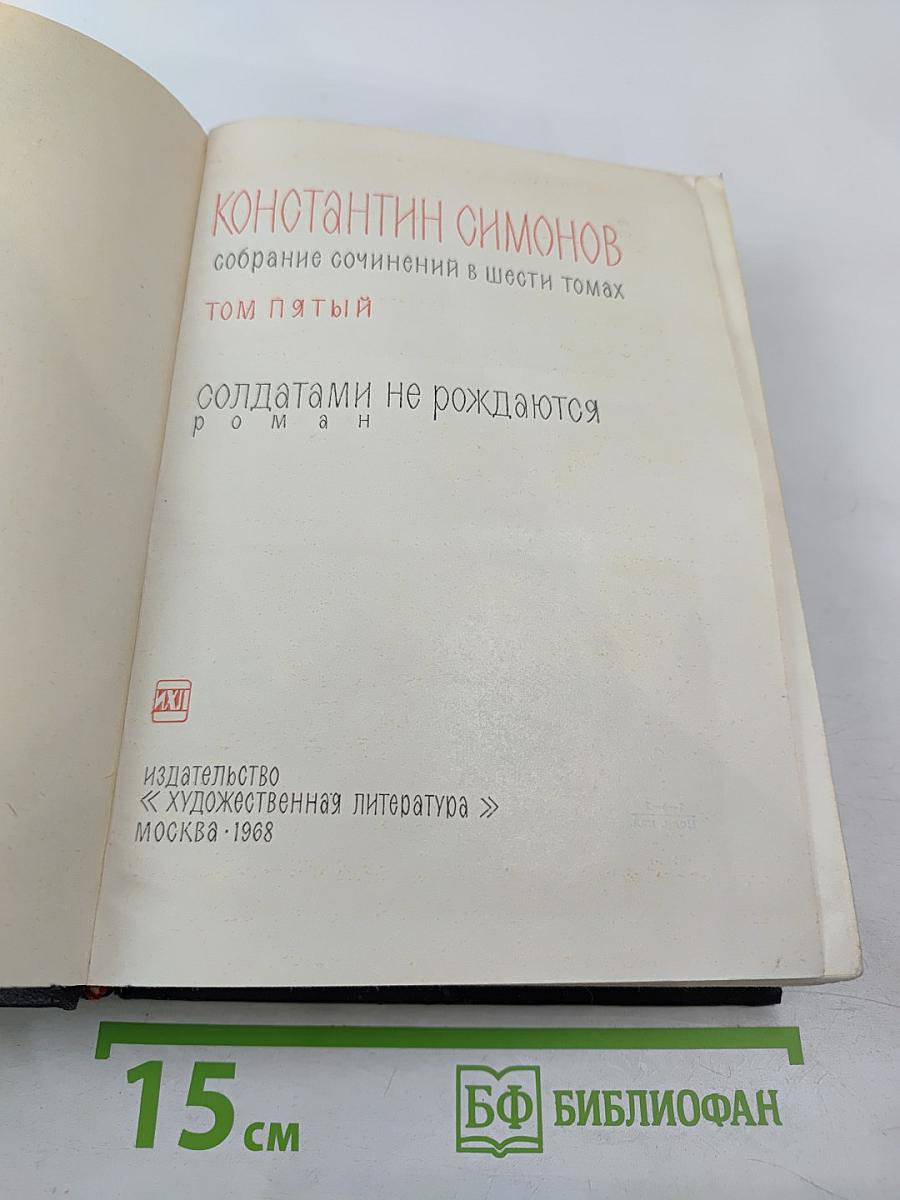 Константин Симонов
собрание сочинений в шести томах
том пятый
солдатами не рождаются
роман
ИХЛ
издательство
« художественная литература »
москва · 1968
15 см
БФ БИБЛИОФАН